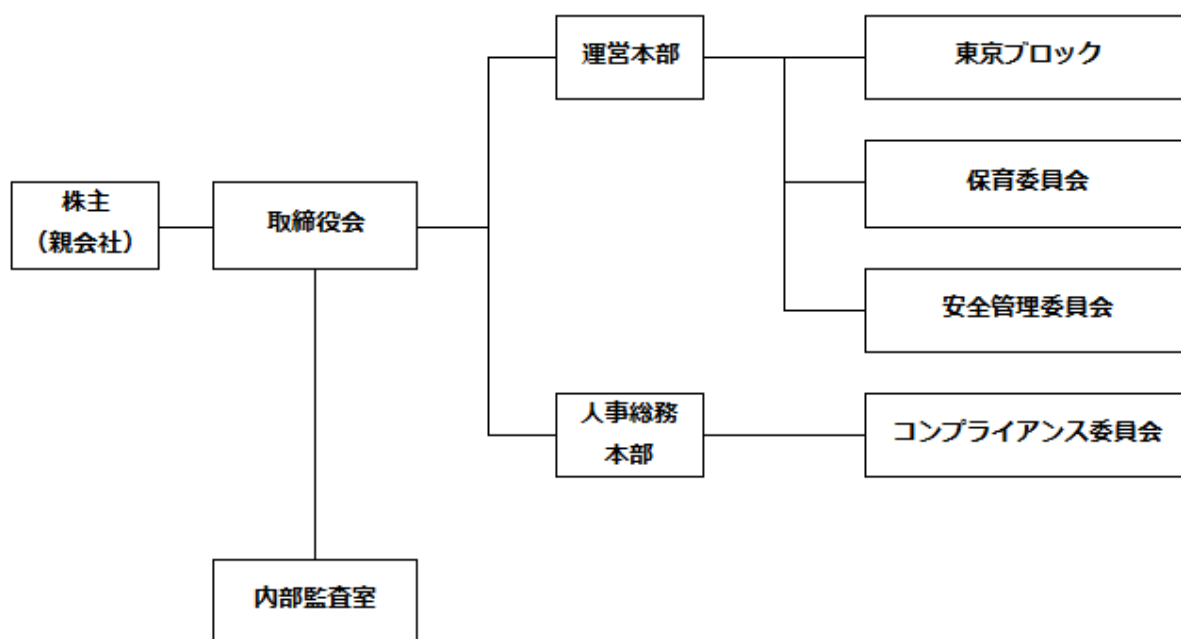 運営本部
東京ブロック
保育委員会
株主
（親会社）
取締役会
安全管理委員会
人事総務
本部
コンプライアンス委員会
内部監査室